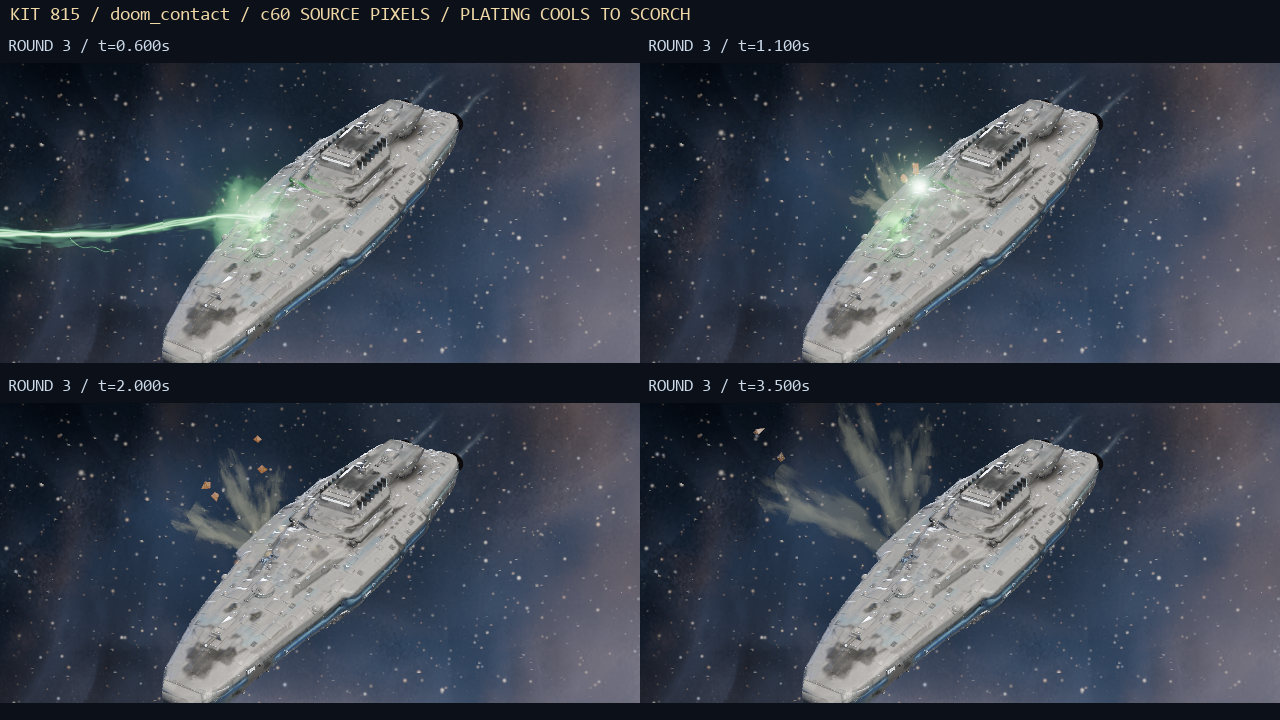 KIT 815 / doom_contact / c60 SOURCE PIXELS / PLATING COOLS TO SCORCH
ROUND 3 / t=0.600s
ROUND 3 / t=1.100s
ROUND 3 / t=2.000s
ROUND 3 / t=3.500s